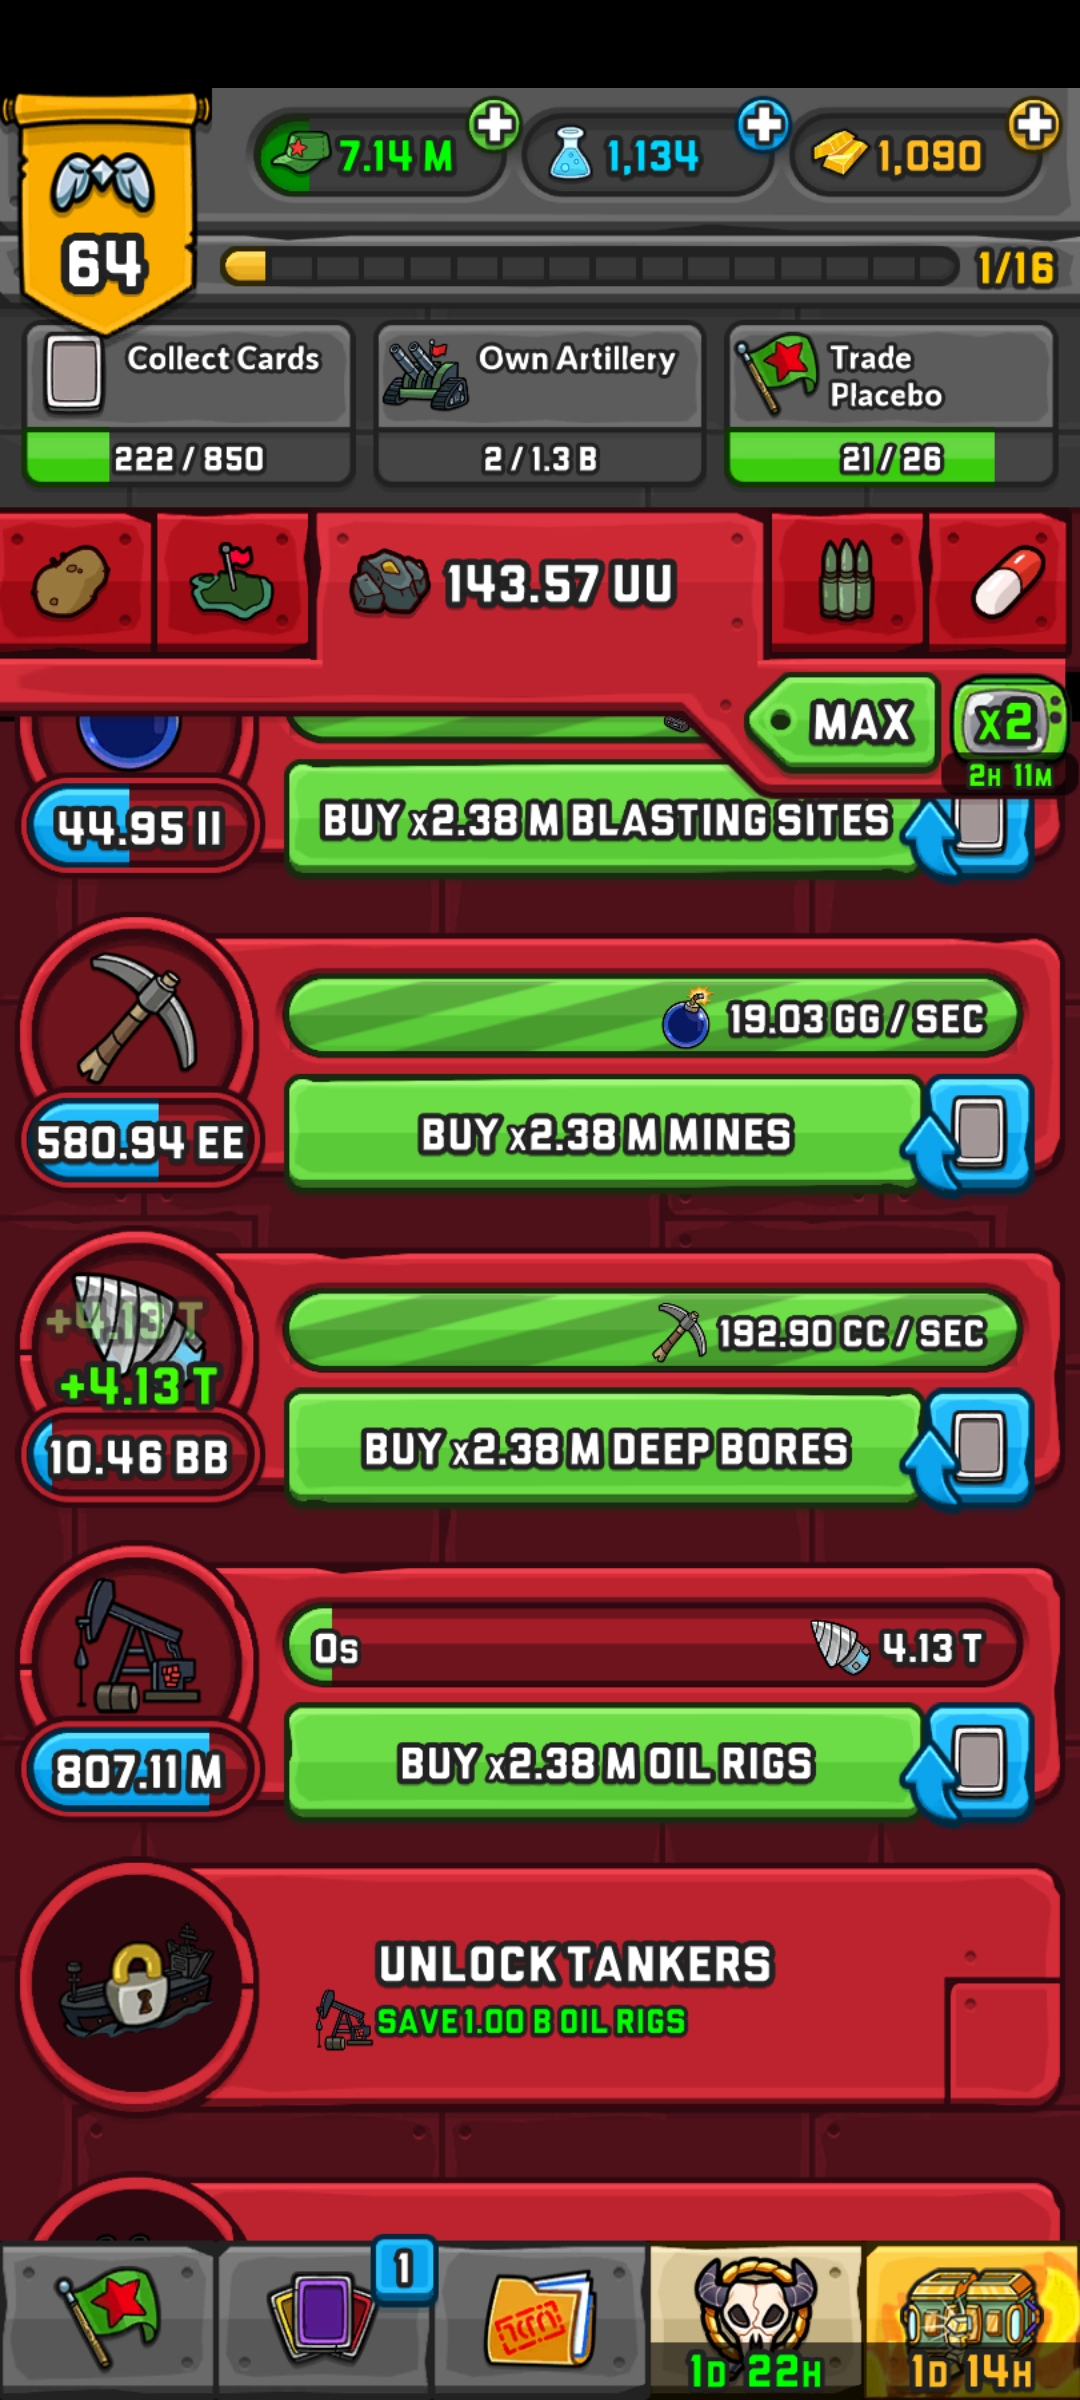 7.14 M
1,134
1,090
64
1/16
Collect Cards
222 / 850
Own Artillery
2 / 1.3 B
Trade
Placebo
21 / 26
143.57 UU
MAX
x2
2H 11M
44.95 II
BUY x2.38 M BLASTING SITES
19.03 GG / SEC
580.94 EE
BUY x2.38 M MINES
+4.13 T
+4.13 T
192.90 CC / SEC
10.46 BB
BUY x2.38 M DEEP BORES
0s
4.13 T
807.11 M
BUY x2.38 M OIL RIGS
UNLOCK TANKERS
SAVE 1.00 B OIL RIGS
1
1D 22H
1D 14H